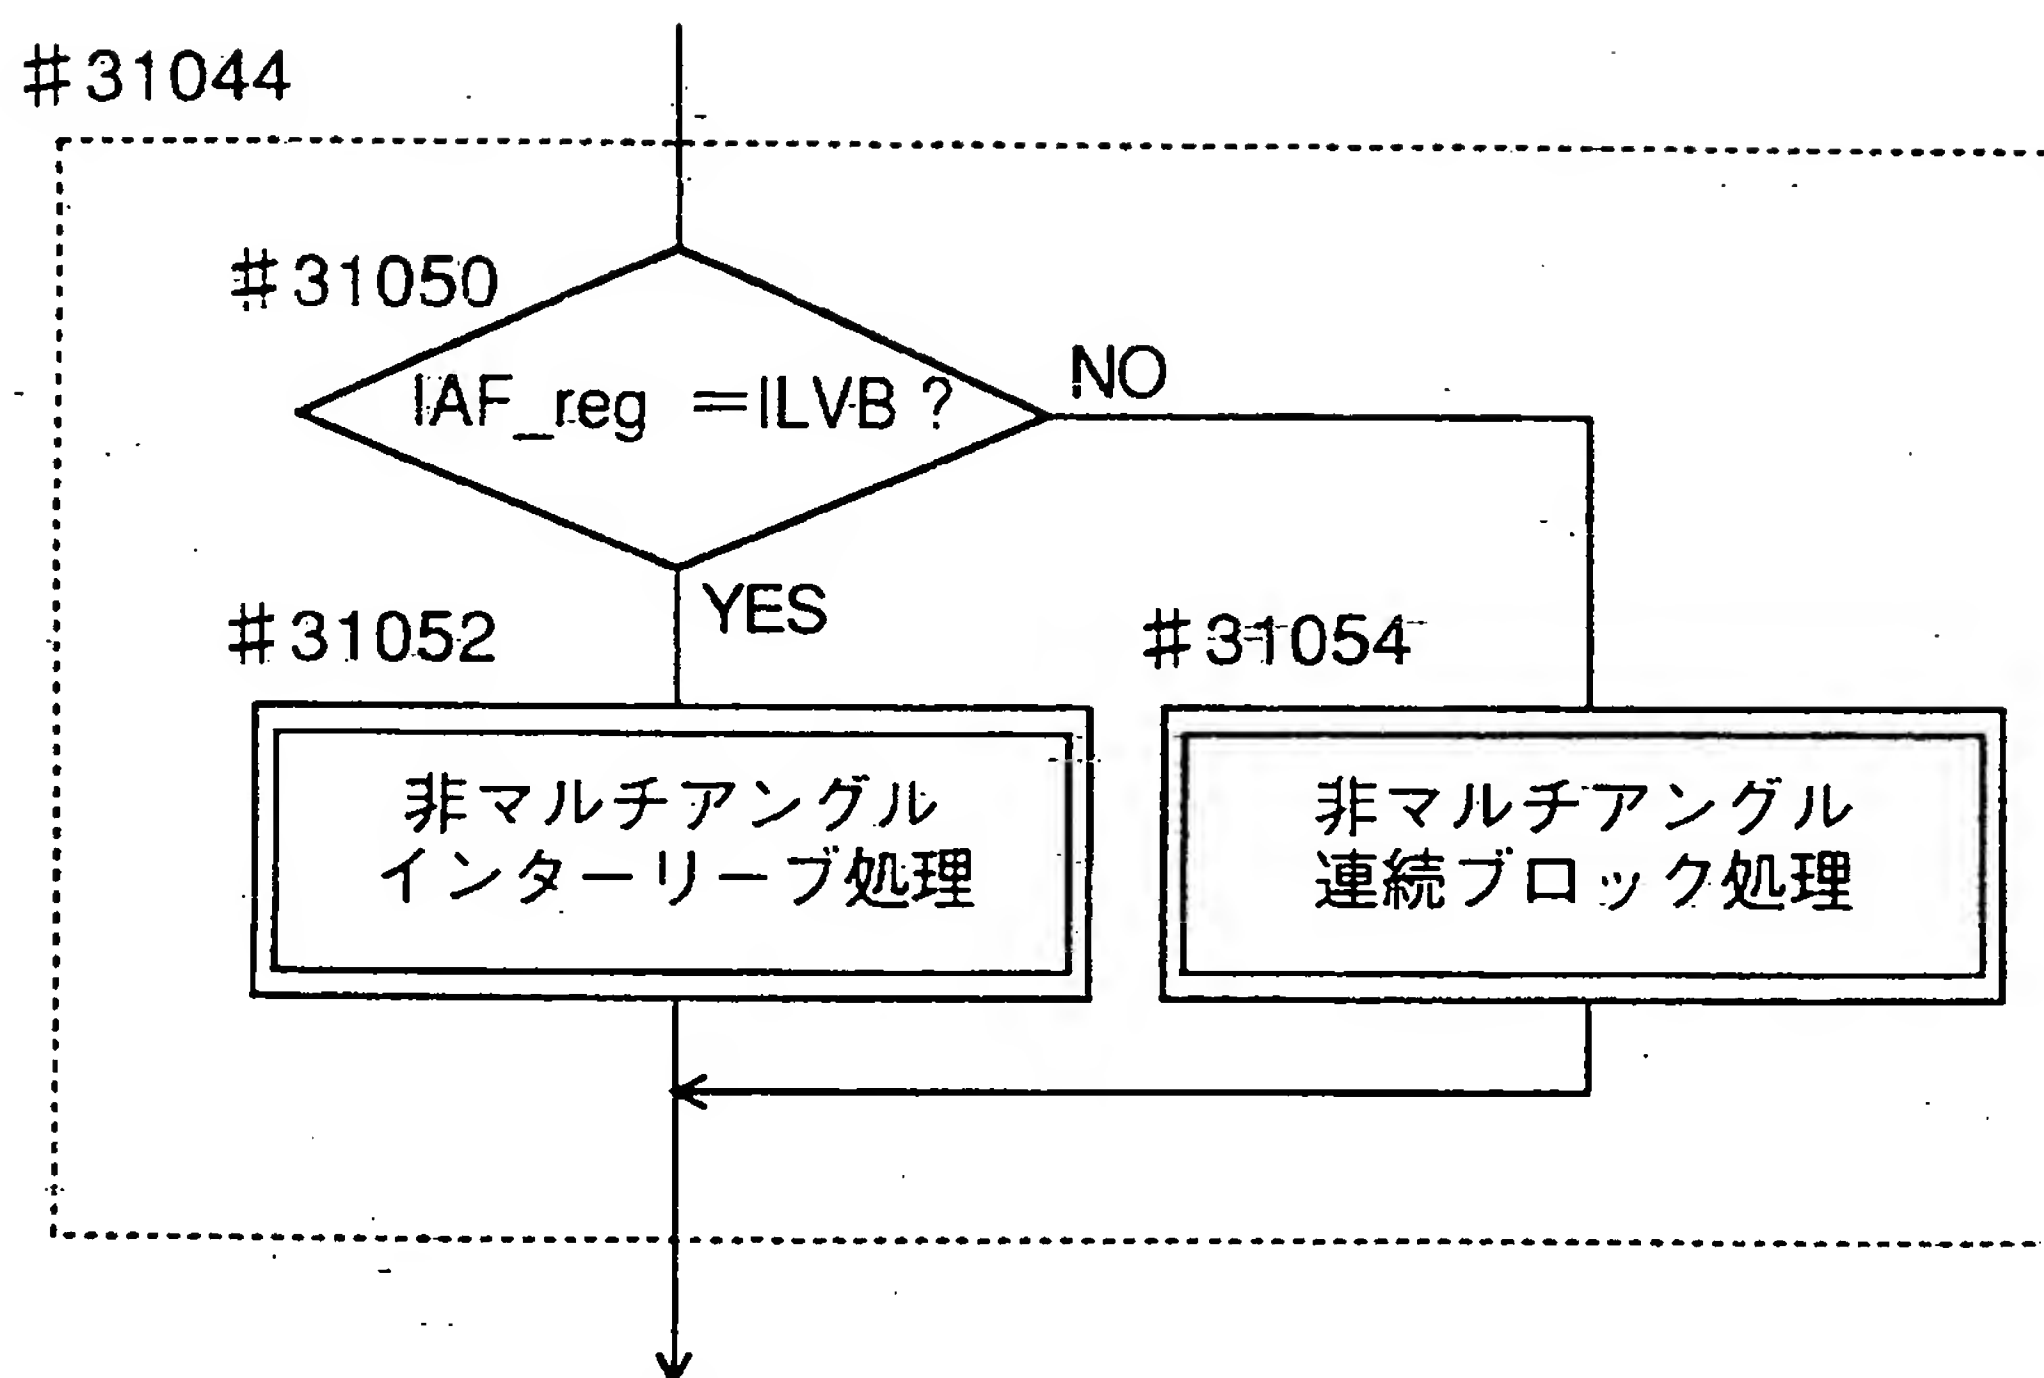 #31044
#31050
IAF_reg =ILVB ?
NO
YES
#31052
#31054
非マルチアングル
インターリーブ処理
非マルチアングル
連続ブロック処理